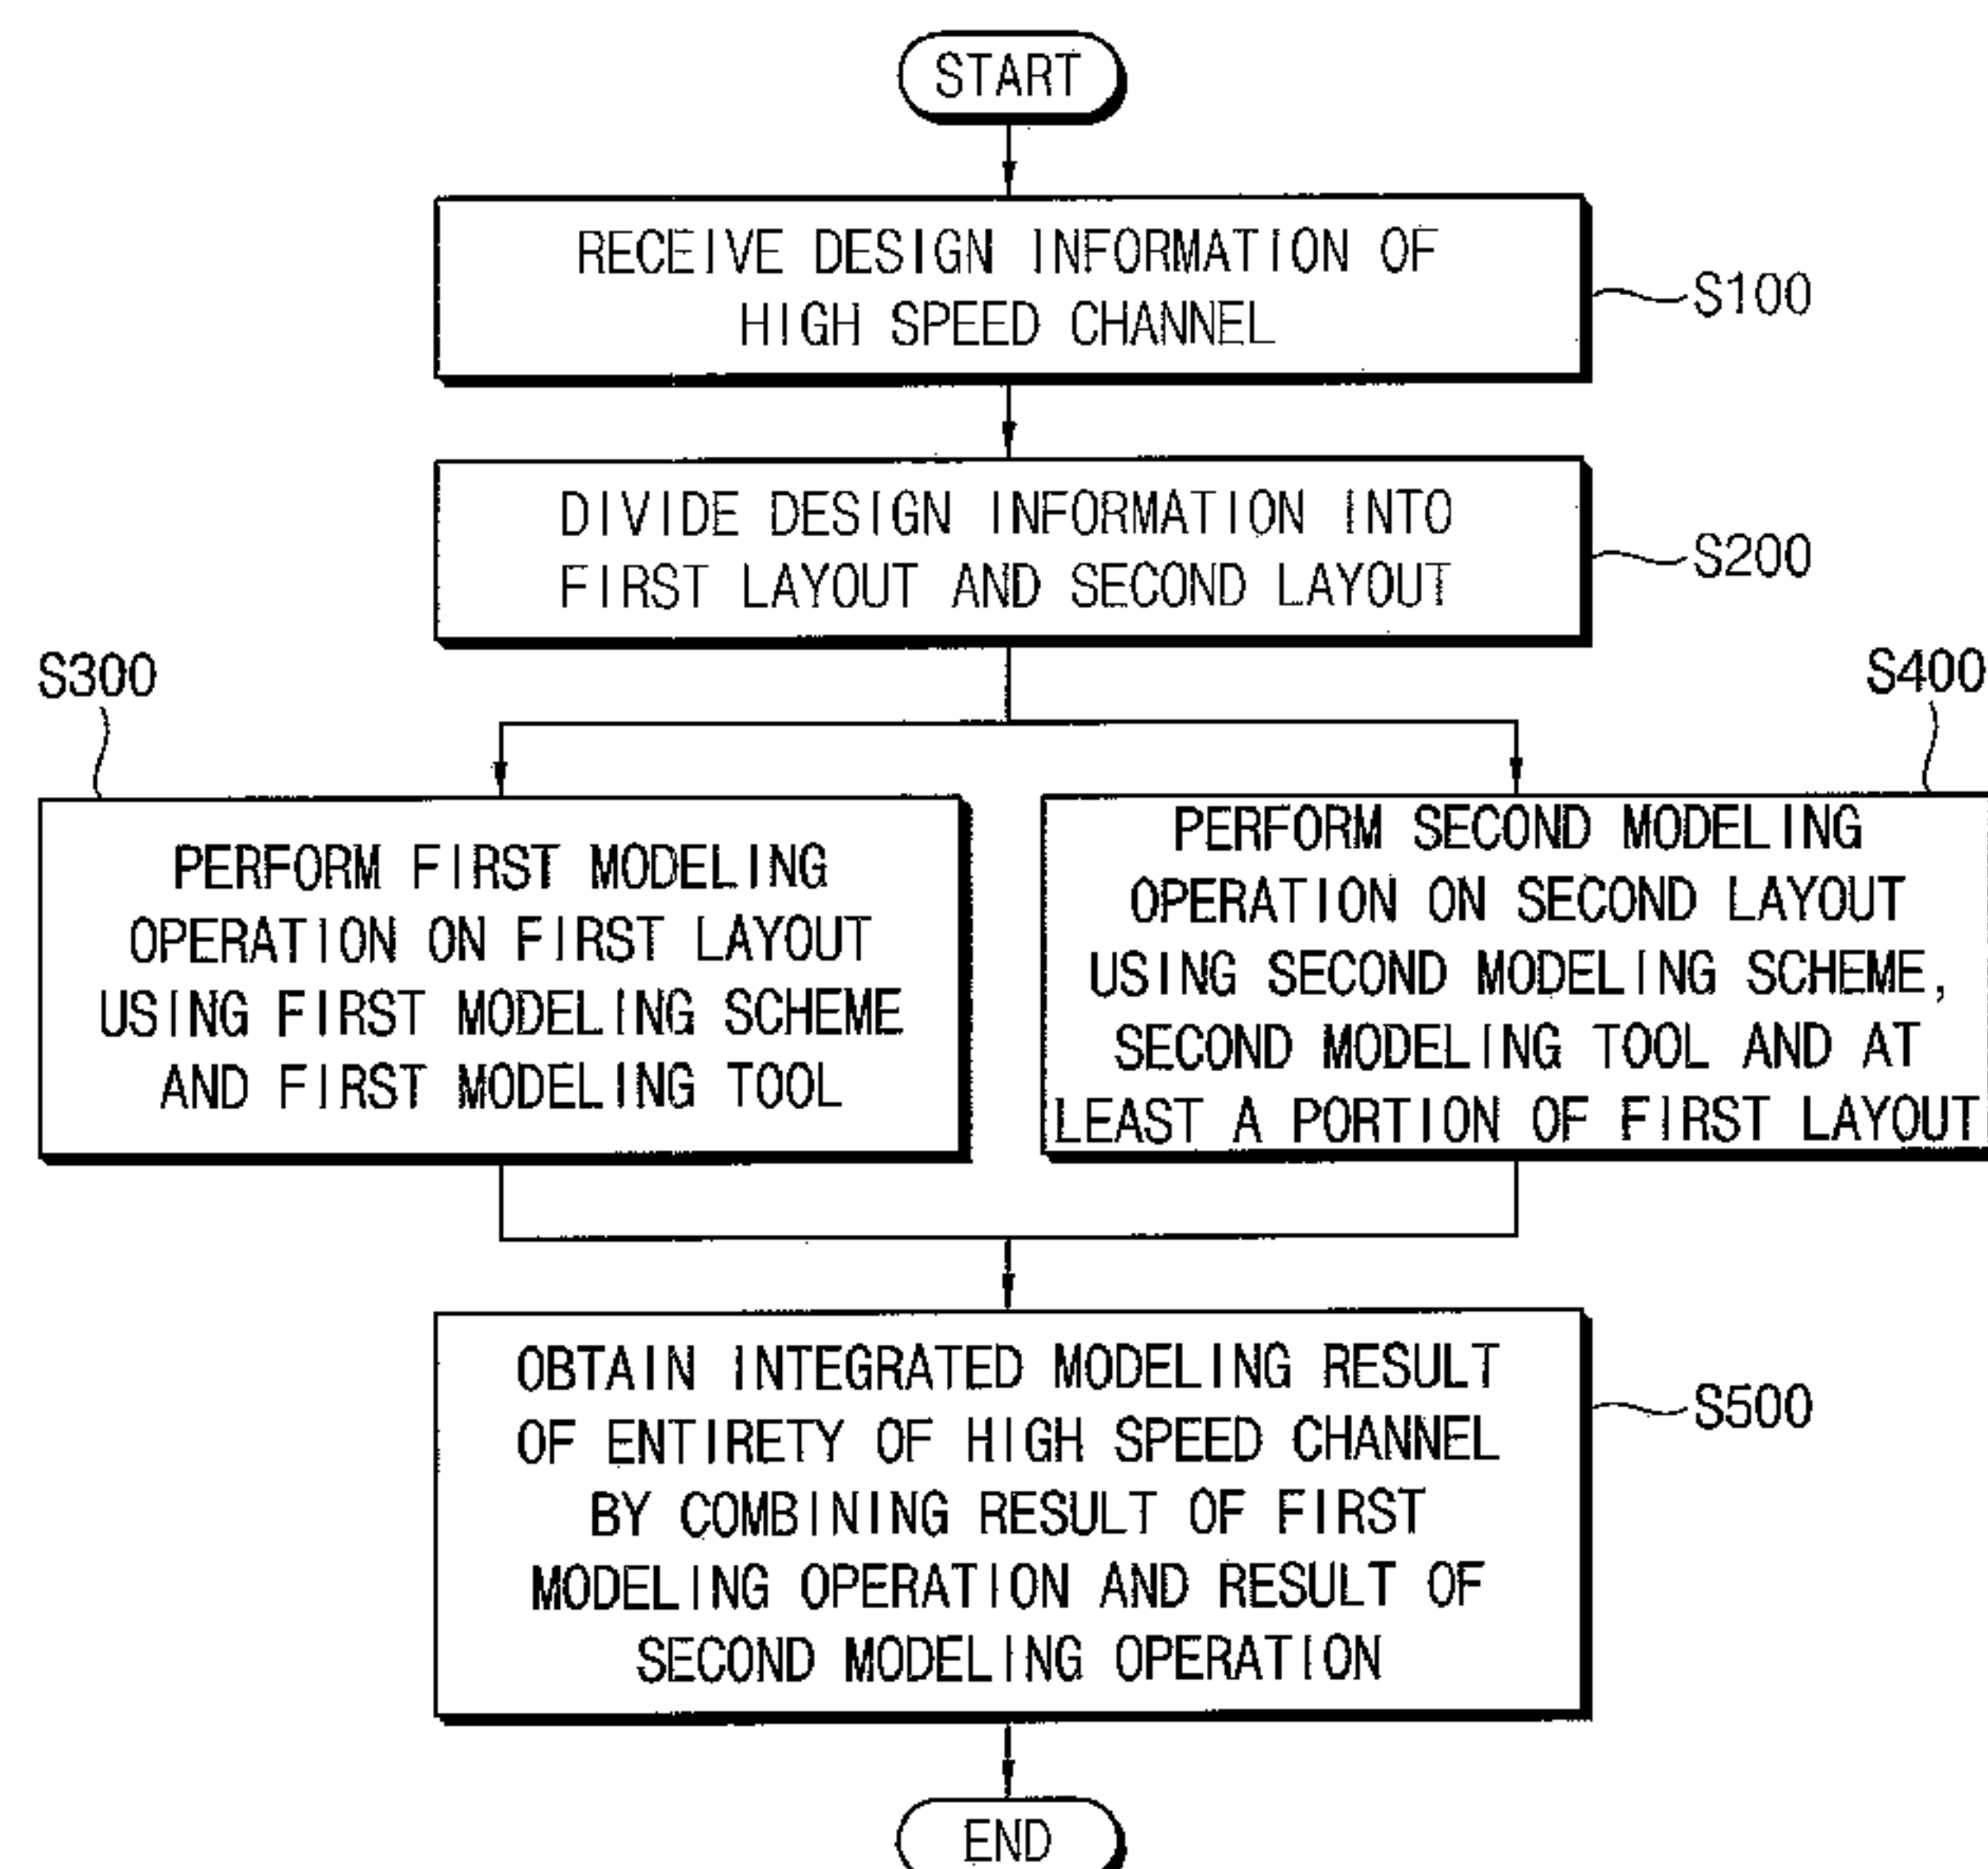 START
RECEIVE DESIGN INFORMATION OF
HIGH SPEED CHANNEL
S100
DIVIDE DESIGN INFORMATION INTO
FIRST LAYOUT AND SECOND LAYOUT
S200
S300
PERFORM FIRST MODELING
OPERATION ON FIRST LAYOUT
USING FIRST MODELING SCHEME
AND FIRST MODELING TOOL
S400
PERFORM SECOND MODELING
OPERATION ON SECOND LAYOUT
USING SECOND MODELING SCHEME,
SECOND MODELING TOOL AND AT
LEAST A PORTION OF FIRST LAYOUT
OBTAIN INTEGRATED MODELING RESULT
OF ENTIRETY OF HIGH SPEED CHANNEL
BY COMBINING RESULT OF FIRST
MODELING OPERATION AND RESULT OF
SECOND MODELING OPERATION
S500
END